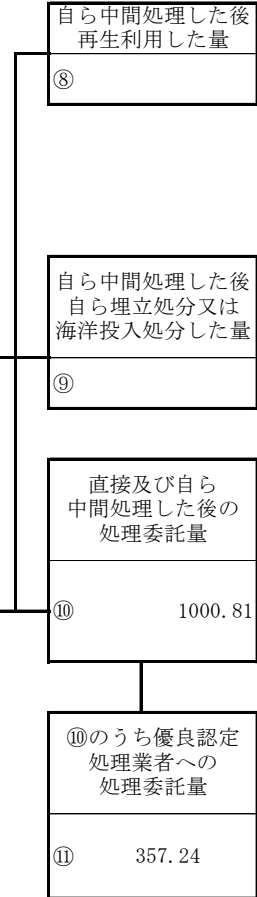 自ら中間処理した後
再生利用した量
⑧
自ら中間処理した後
自ら埋立処分又は
海洋投入処分した量
⑨
直接及び自ら
中間処理した後の
処理委託量
⑩ 1000.81
⑩のうち優良認定
処理業者への
処理委託量
⑪ 357.24